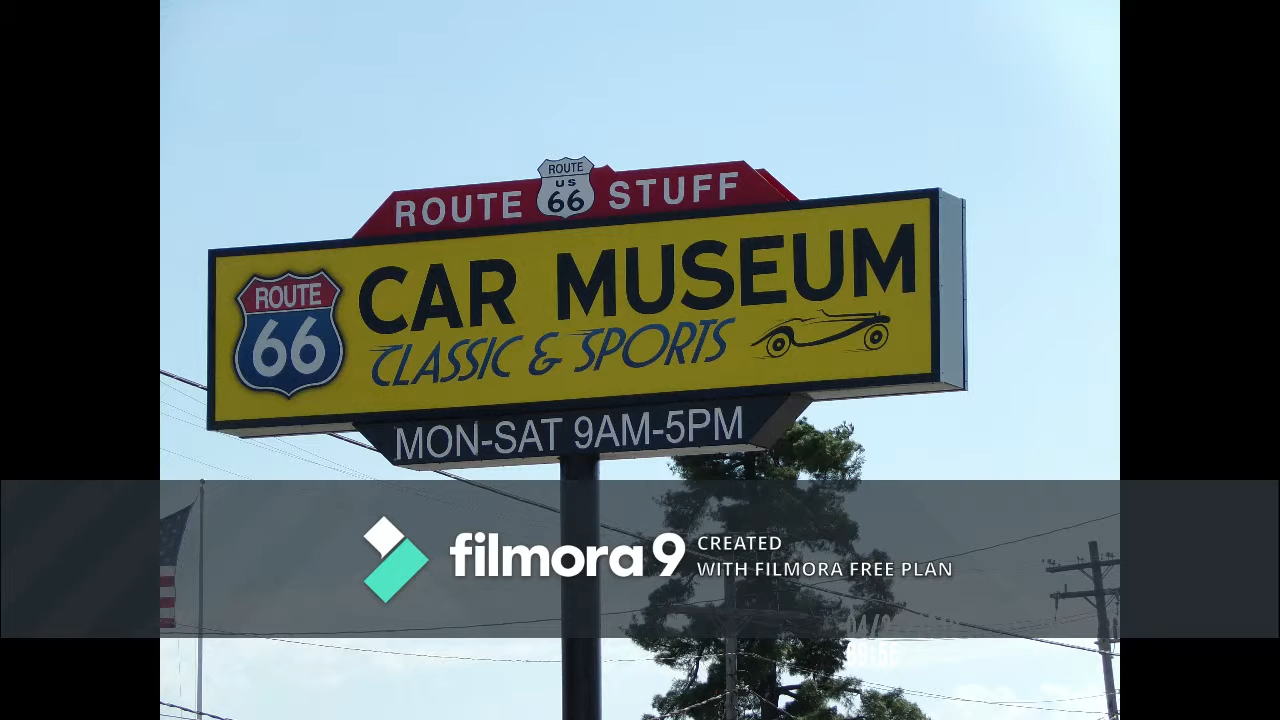 ROUTE US 66
ROUTE STUFF
ROUTE 66
CAR MUSEUM
CLASSIC & SPORTS
MON-SAT 9AM-5PM
filmora9
CREATED
WITH FILMORA FREE PLAN